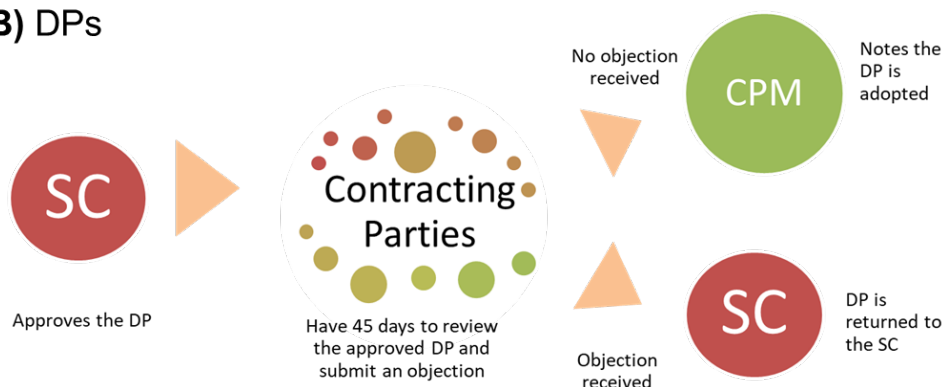 B) DPs
SC
Approves the DP
Contracting
Parties
Have 45 days to review
the approved DP and
submit an objection
No objection
received
CPM
Notes the
DP is
adopted
Objection
received
SC
DP is
returned to
the SC